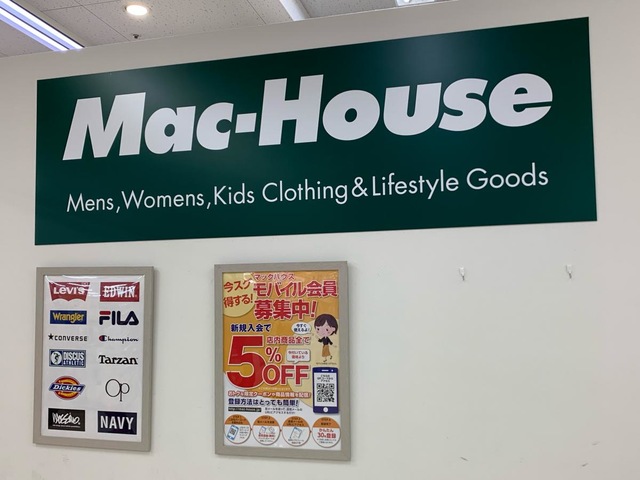 Mac-House
Mens,Womens,Kids Clothing&Lifestyle Goods
LEVI'S
EDWIN
Wrangler
FILA
CONVERSE
Champion
DISCUS
ATHLETIC
TARZAN
Dickies
Op
Mossimo
NAVY
今スグ
得する!
マックハウス
モバイル会員
募集中!
新規入会で
店内商品全て
5%
OFF
登録方法はとっても簡単!